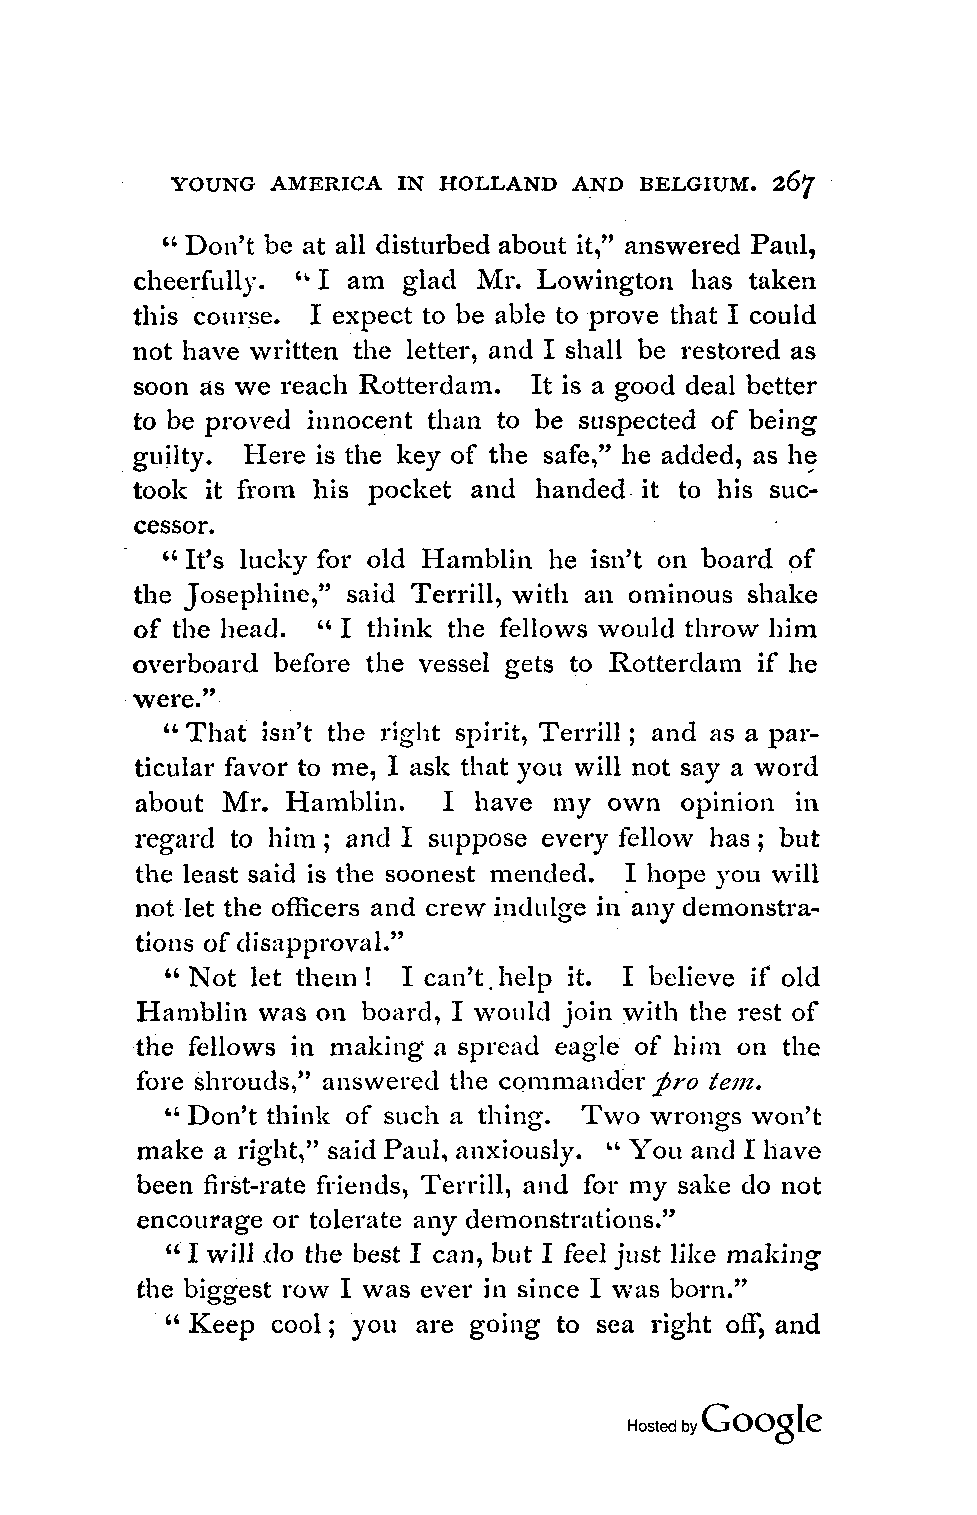 YOUNG AMERICA IN HOLLAND AND BELGIUM. 267
“Don’t be at all disturbed about it,” answered Paul,
cheerfully. “I am glad Mr. Lowington has taken
this course. I expect to be able to prove that I could
not have written the letter, and I shall be restored as
soon as we reach Rotterdam. It is a good deal better
to be proved innocent than to be suspected of being
guilty. Here is the key of the safe,” he added, as he
took it from his pocket and handed it to his suc-
cessor.
“It’s lucky for old Hamblin he isn’t on board of
the Josephine,” said Terrill, with an ominous shake
of the head. “I think the fellows would throw him
overboard before the vessel gets to Rotterdam if he
were.”
“That isn’t the right spirit, Terrill; and as a par-
ticular favor to me, I ask that you will not say a word
about Mr. Hamblin. I have my own opinion in
regard to him; and I suppose every fellow has; but
the least said is the soonest mended. I hope you will
not let the officers and crew indulge in any demonstra-
tions of disapproval.”
“Not let them! I can’t help it. I believe if old
Hamblin was on board, I would join with the rest of
the fellows in making a spread eagle of him on the
fore shrouds,” answered the commander pro tem.
“Don’t think of such a thing. Two wrongs won’t
make a right,” said Paul, anxiously. “You and I have
been first-rate friends, Terrill, and for my sake do not
encourage or tolerate any demonstrations.”
“I will do the best I can, but I feel just like making
the biggest row I was ever in since I was born.”
“Keep cool; you are going to sea right off, and
Hosted by Google